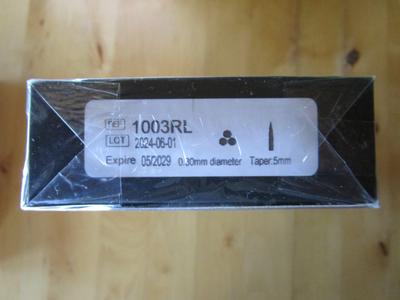 REF 1003RL
LOT 2024-06-01
Expire 05/2029 0.30mm diameter Taper:5mm